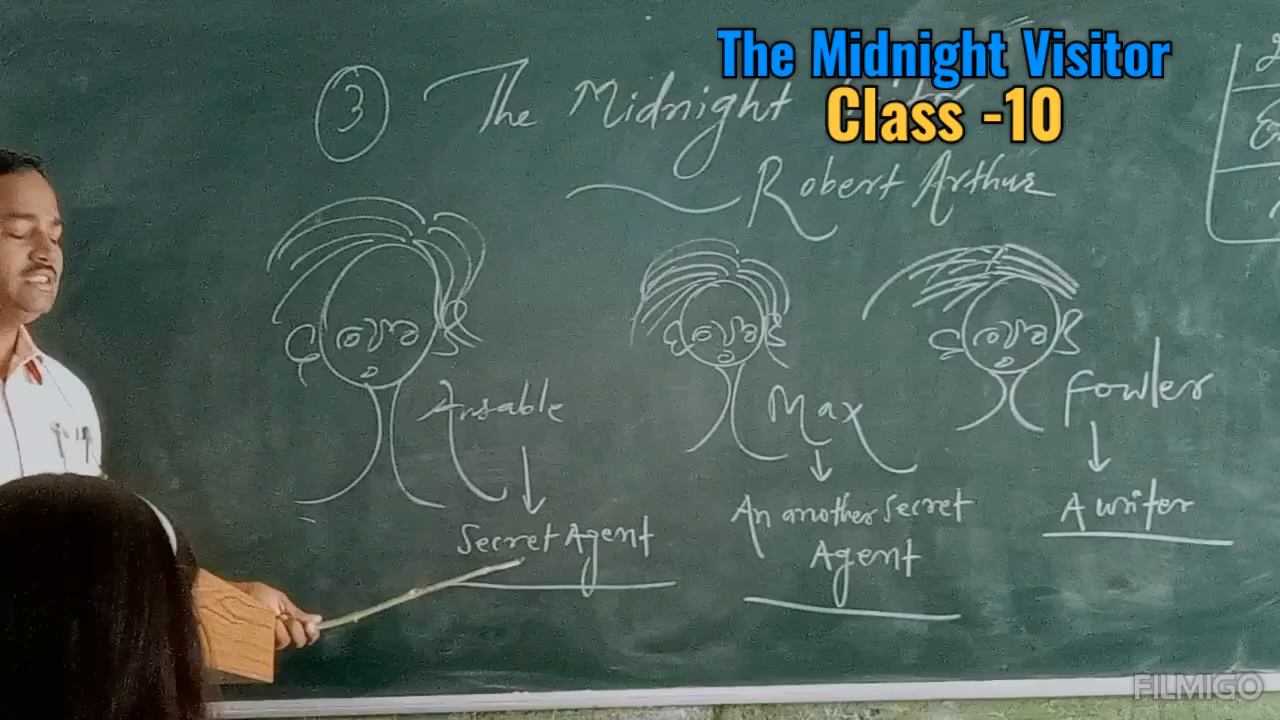 The Midnight Visitor
Class -10
3 The Midnight
Robert Arthur
Ansable Max Fowler
Secret Agent An another Secret Agent A writer
FILMIGO